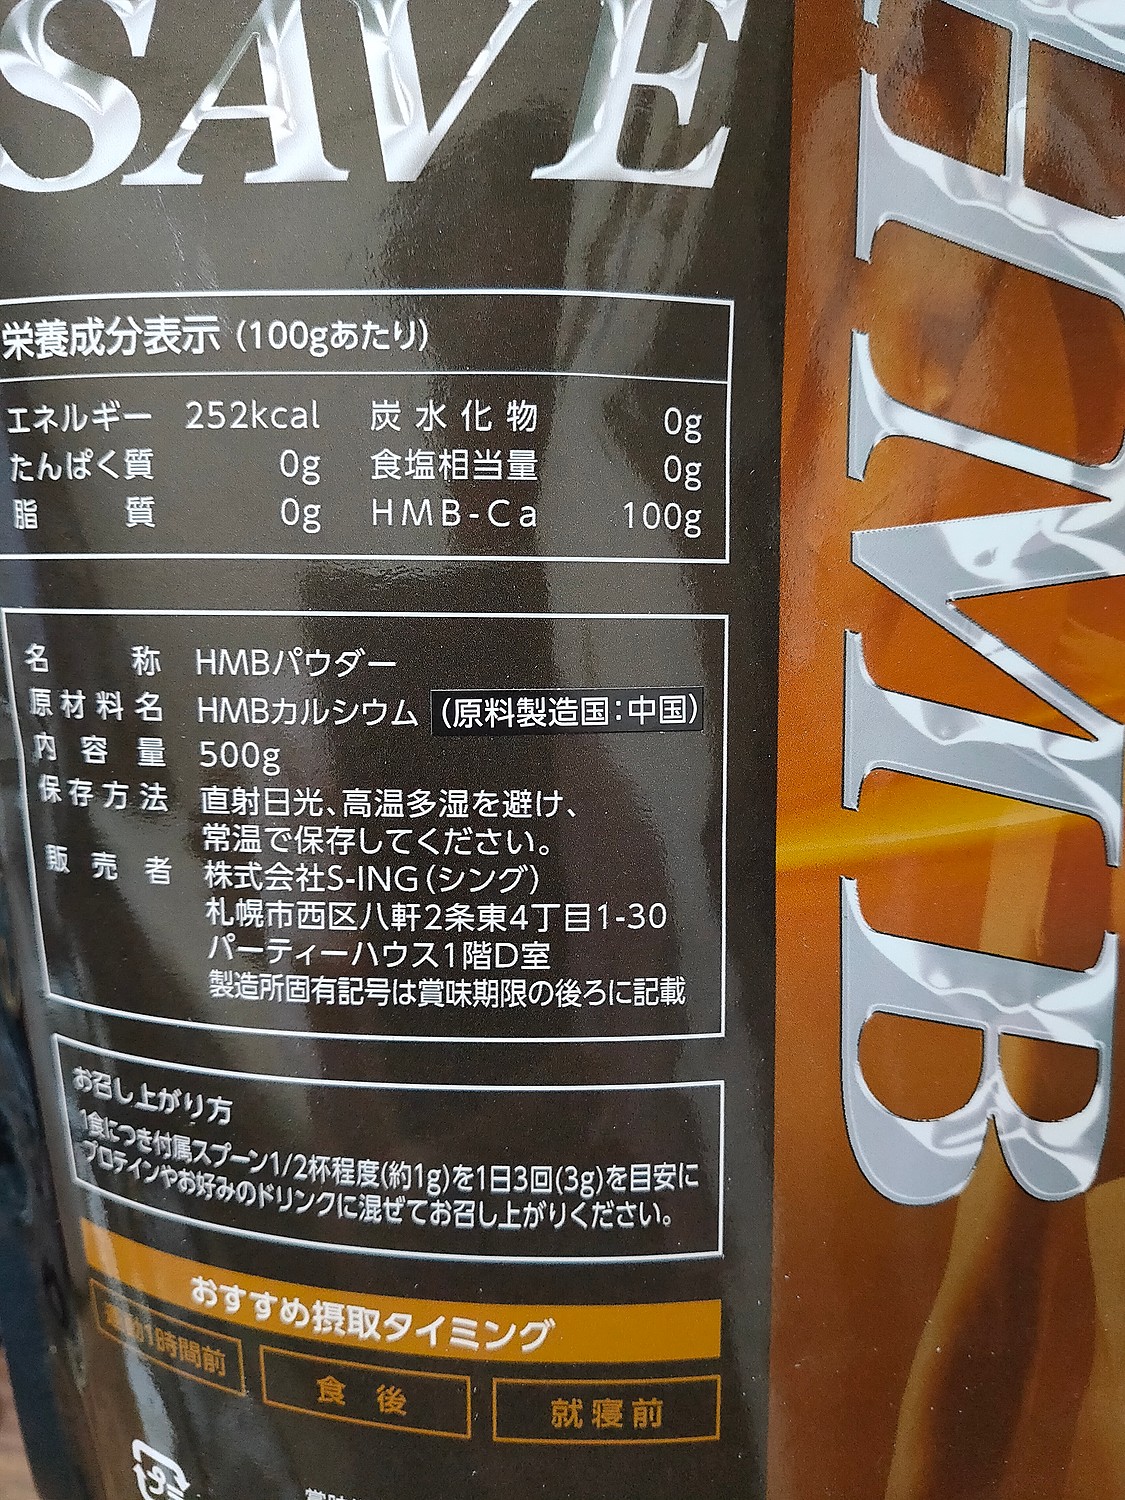 SAVE
栄養成分表示 (100gあたり)
エネルギー 252kcal 炭水化物 0g
たんぱく質 0g 食塩相当量 0g
脂質 0g HMB-Ca 100g
名称 HMBパウダー
原材料名 HMBカルシウム (原料製造国:中国)
内容量 500g
保存方法 直射日光、高温多湿を避け、
常温で保存してください。
販売者 株式会社S-ING(シング)
札幌市西区八軒2条東4丁目1-30
パーティーハウス1階D室
製造所固有記号は賞味期限の後ろに記載
お召し上がり方
1食につき付属スプーン1/2杯程度(約1g)を1日3回(3g)を目安に
プロテインやお好みのドリンクに混ぜてお召し上がりください。
おすすめ摂取タイミング
運動1時間前 食後 就寝前
HMB